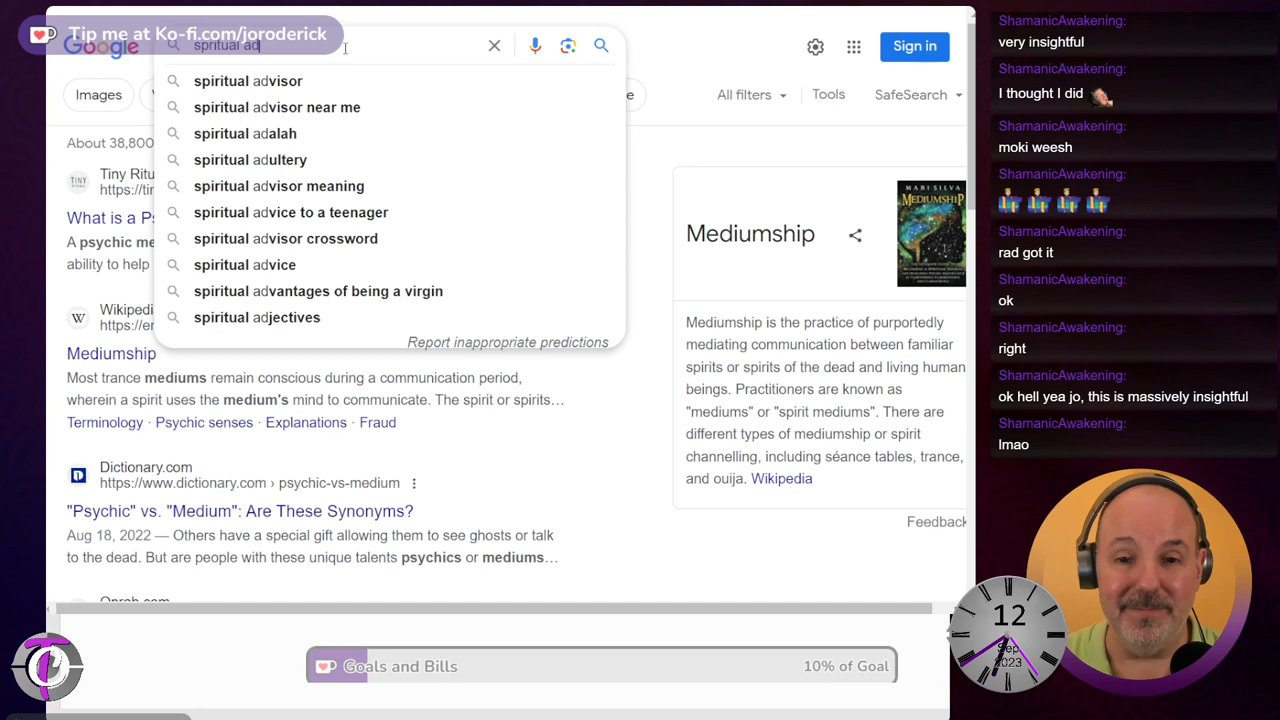 Tip me at Ko-fi.com/joroderick
Google
spritual ad
Sign in
Images
All filters
Tools
SafeSearch
About 38,800
spiritual advisor
spiritual advisor near me
spiritual adalah
spiritual adultery
spiritual advisor meaning
spiritual advice to a teenager
spiritual advisor crossword
spiritual advice
spiritual advantages of being a virgin
spiritual adjectives
Report inappropriate predictions
TINY
Tiny Ritu
https://tin
What is a Ps
A psychic me
ability to help
W
Wikipedi
https://en
Mediumship
Most trance mediums remain conscious during a communication period,
wherein a spirit uses the medium's mind to communicate. The spirit or spirits…
Terminology · Psychic senses · Explanations · Fraud
Dictionary.com
https://www.dictionary.com › psychic-vs-medium
"Psychic" vs. "Medium": Are These Synonyms?
Aug 18, 2022 — Others have a special gift allowing them to see ghosts or talk
to the dead. But are people with these unique talents psychics or mediums…
Mediumship
MARI SILVA
MEDIUMSHIP
Mediumship is the practice of purportedly
mediating communication between familiar
spirits or spirits of the dead and living human
beings. Practitioners are known as
"mediums" or "spirit mediums". There are
different types of mediumship or spirit
channelling, including séance tables, trance,
and ouija. Wikipedia
Feedback
Goals and Bills
10% of Goal
ShamanicAwakening:
very insightful
ShamanicAwakening:
I thought I did
ShamanicAwakening:
moki weesh
ShamanicAwakening:
ShamanicAwakening:
rad got it
ShamanicAwakening:
ok
ShamanicAwakening:
right
ShamanicAwakening:
ok hell yea jo, this is massively insightful
ShamanicAwakening:
lmao
12
Sep
2023